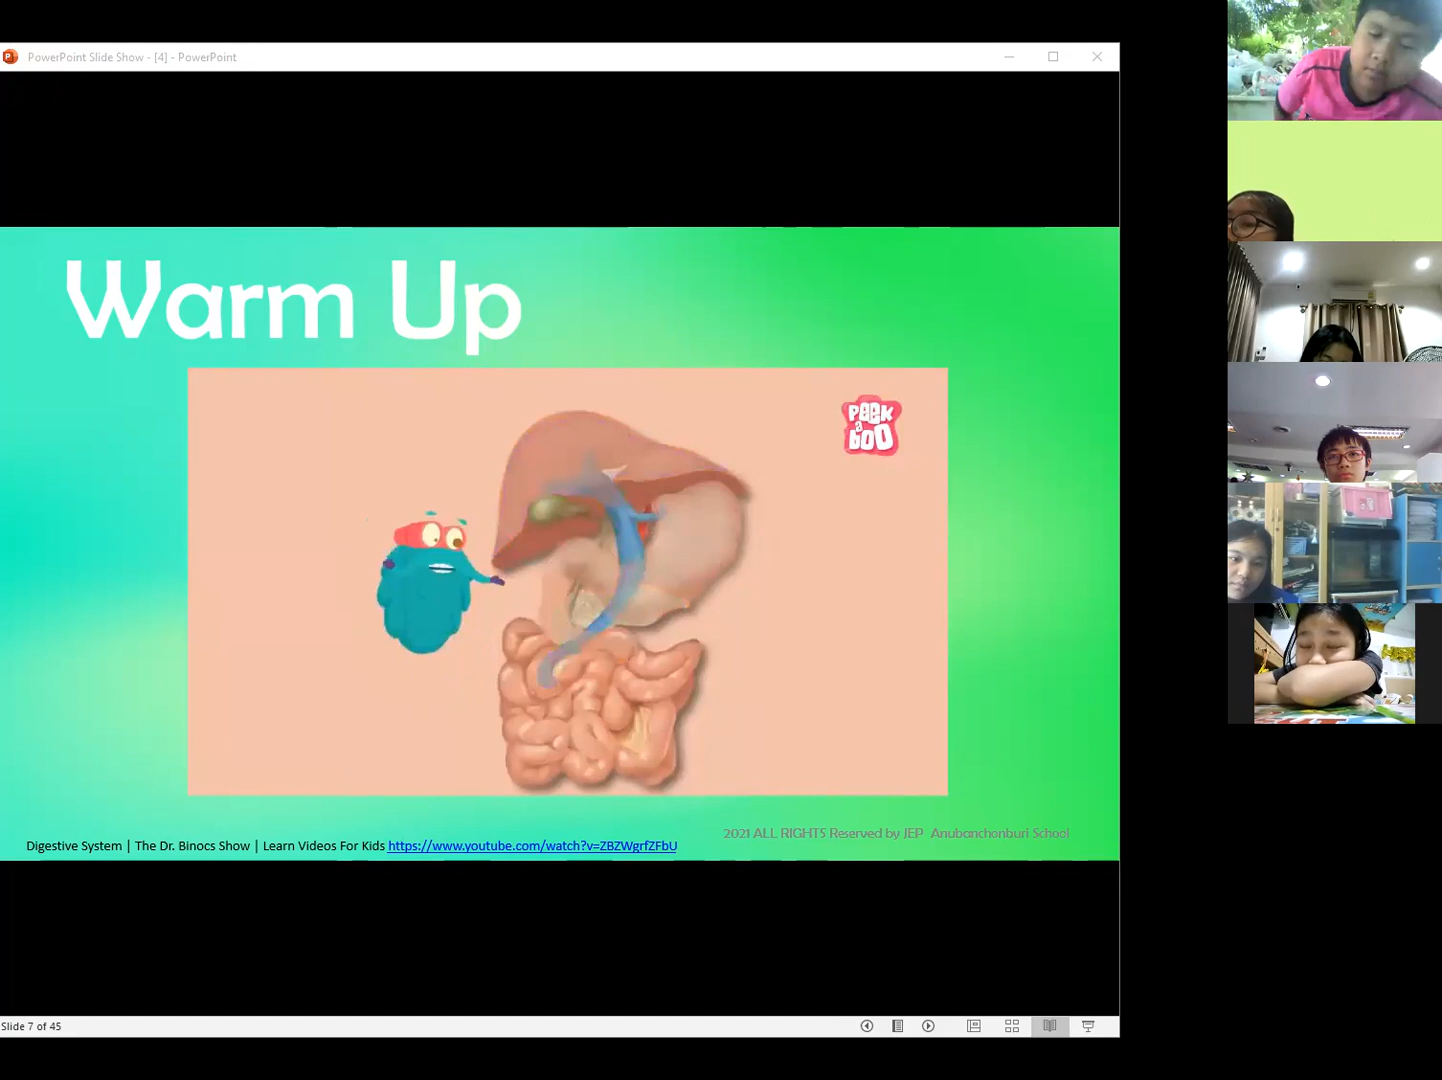 PowerPoint Slide Show - [4] - PowerPoint
Warm Up
PEEK
a
BOO
2021 ALL RIGHTS Reserved by JEP Anubanchonburi School
Digestive System | The Dr. Binocs Show | Learn Videos For Kids https://www.youtube.com/watch?v=ZBZWgrfZFbU
Slide 7 of 45